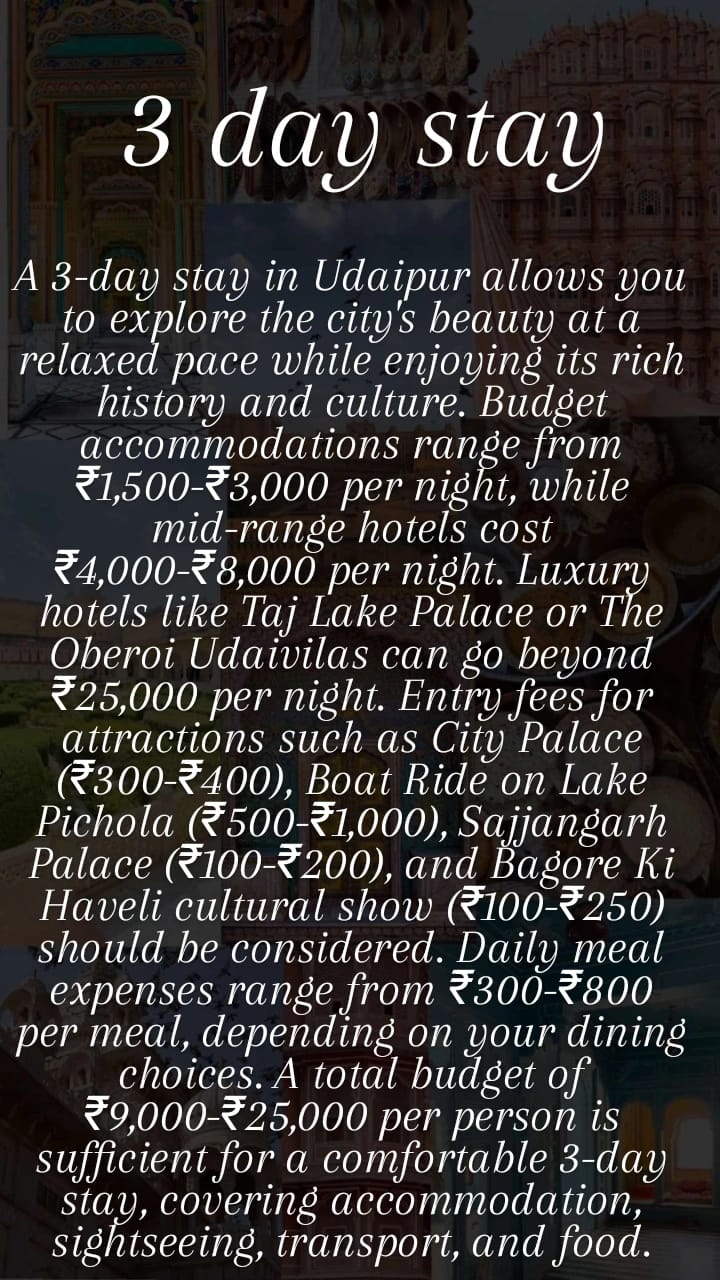 3 day stay
A 3-day stay in Udaipur allows you
to explore the city's beauty at a
relaxed pace while enjoying its rich
history and culture. Budget
accommodations range from
₹1,500-₹3,000 per night, while
mid-range hotels cost
₹4,000-₹8,000 per night. Luxury
hotels like Taj Lake Palace or The
Oberoi Udaivilas can go beyond
₹25,000 per night. Entry fees for
attractions such as City Palace
(₹300-₹400), Boat Ride on Lake
Pichola (₹500-₹1,000), Sajjangarh
Palace (₹100-₹200), and Bagore Ki
Haveli cultural show (₹100-₹250)
should be considered. Daily meal
expenses range from ₹300-₹800
per meal, depending on your dining
choices. A total budget of
₹9,000-₹25,000 per person is
sufficient for a comfortable 3-day
stay, covering accommodation,
sightseeing, transport, and food.